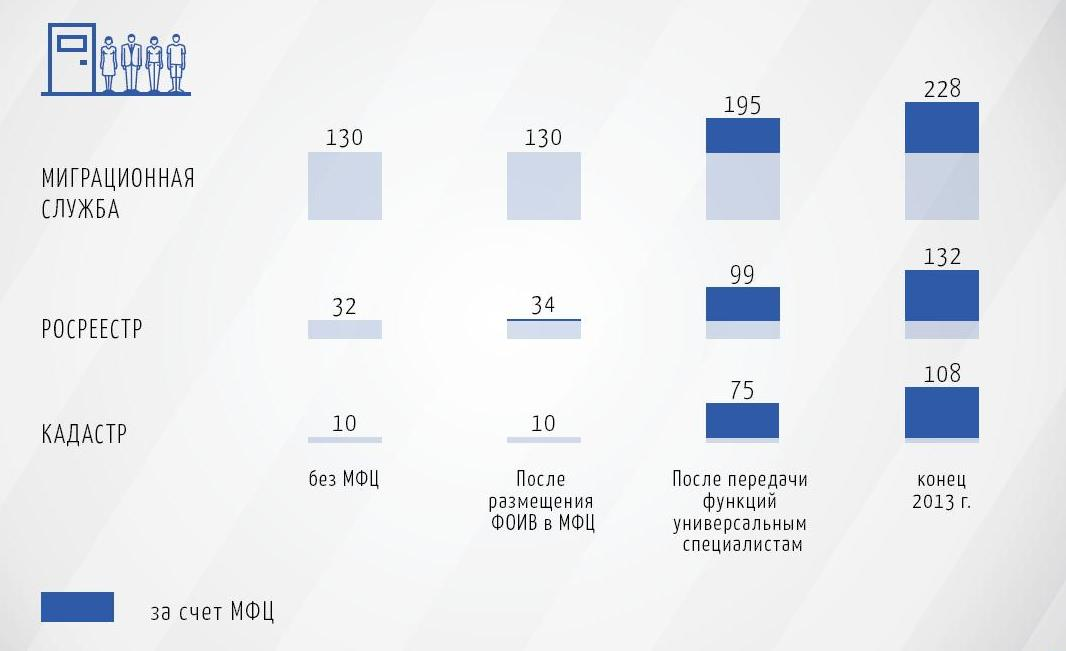 МИГРАЦИОННАЯ
СЛУЖБА
130
130
195
228
РОСРЕЕСТР
32
34
99
132
КАДАСТР
10
10
75
108
без МФЦ
После
размещения
ФОИВ в МФЦ
После передачи
функций
универсальным
специалистам
конец
2013 г.
за счет МФЦ